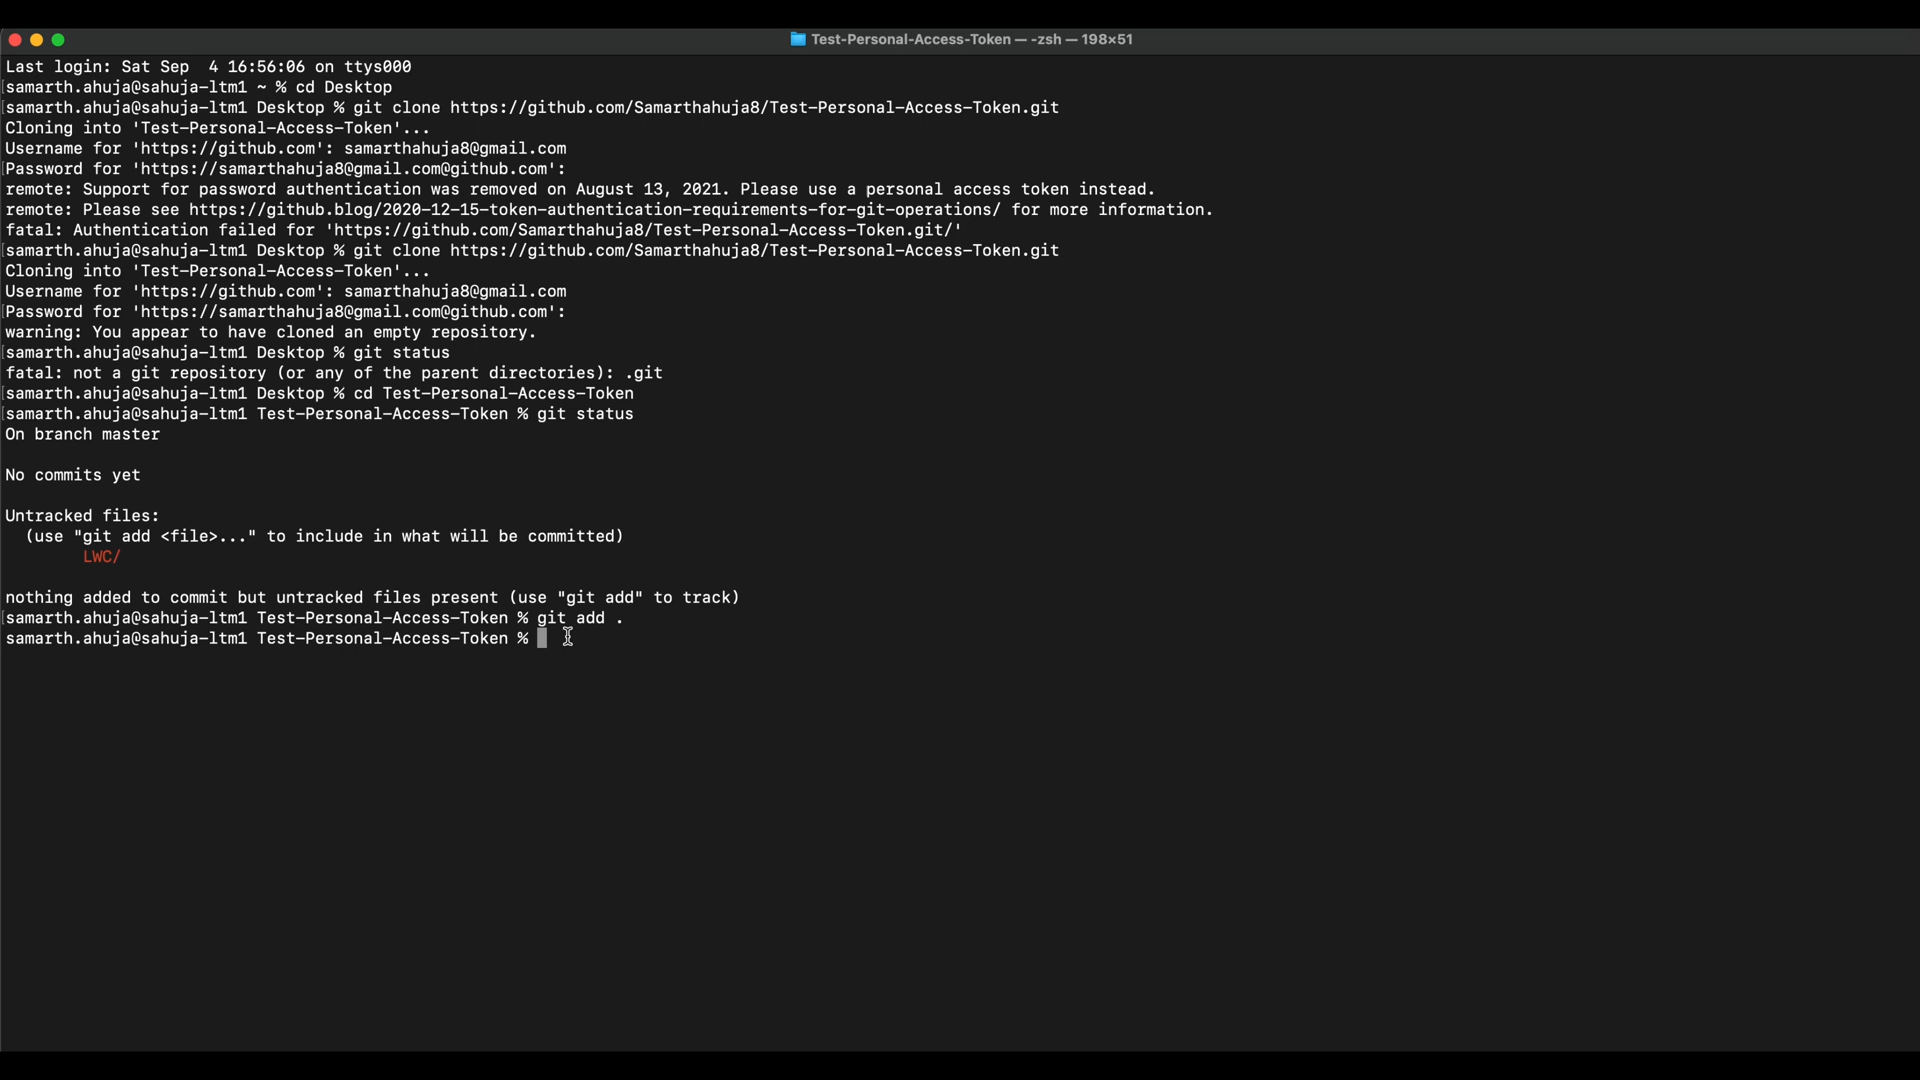 Test-Personal-Access-Token — -zsh — 198×51
Last login: Sat Sep  4 16:56:06 on ttys000
[samarth.ahuja@sahuja-ltm1 ~ % cd Desktop
[samarth.ahuja@sahuja-ltm1 Desktop % git clone https://github.com/Samarthahuja8/Test-Personal-Access-Token.git
Cloning into 'Test-Personal-Access-Token'...
Username for 'https://github.com': samarthahuja8@gmail.com
[Password for 'https://samarthahuja8@gmail.com@github.com':
remote: Support for password authentication was removed on August 13, 2021. Please use a personal access token instead.
remote: Please see https://github.blog/2020-12-15-token-authentication-requirements-for-git-operations/ for more information.
fatal: Authentication failed for 'https://github.com/Samarthahuja8/Test-Personal-Access-Token.git/'
[samarth.ahuja@sahuja-ltm1 Desktop % git clone https://github.com/Samarthahuja8/Test-Personal-Access-Token.git
Cloning into 'Test-Personal-Access-Token'...
Username for 'https://github.com': samarthahuja8@gmail.com
[Password for 'https://samarthahuja8@gmail.com@github.com':
warning: You appear to have cloned an empty repository.
[samarth.ahuja@sahuja-ltm1 Desktop % git status
fatal: not a git repository (or any of the parent directories): .git
[samarth.ahuja@sahuja-ltm1 Desktop % cd Test-Personal-Access-Token
[samarth.ahuja@sahuja-ltm1 Test-Personal-Access-Token % git status
On branch master
No commits yet
Untracked files:
  (use "git add <file>..." to include in what will be committed)
        LWC/
nothing added to commit but untracked files present (use "git add" to track)
[samarth.ahuja@sahuja-ltm1 Test-Personal-Access-Token % git add .
samarth.ahuja@sahuja-ltm1 Test-Personal-Access-Token %